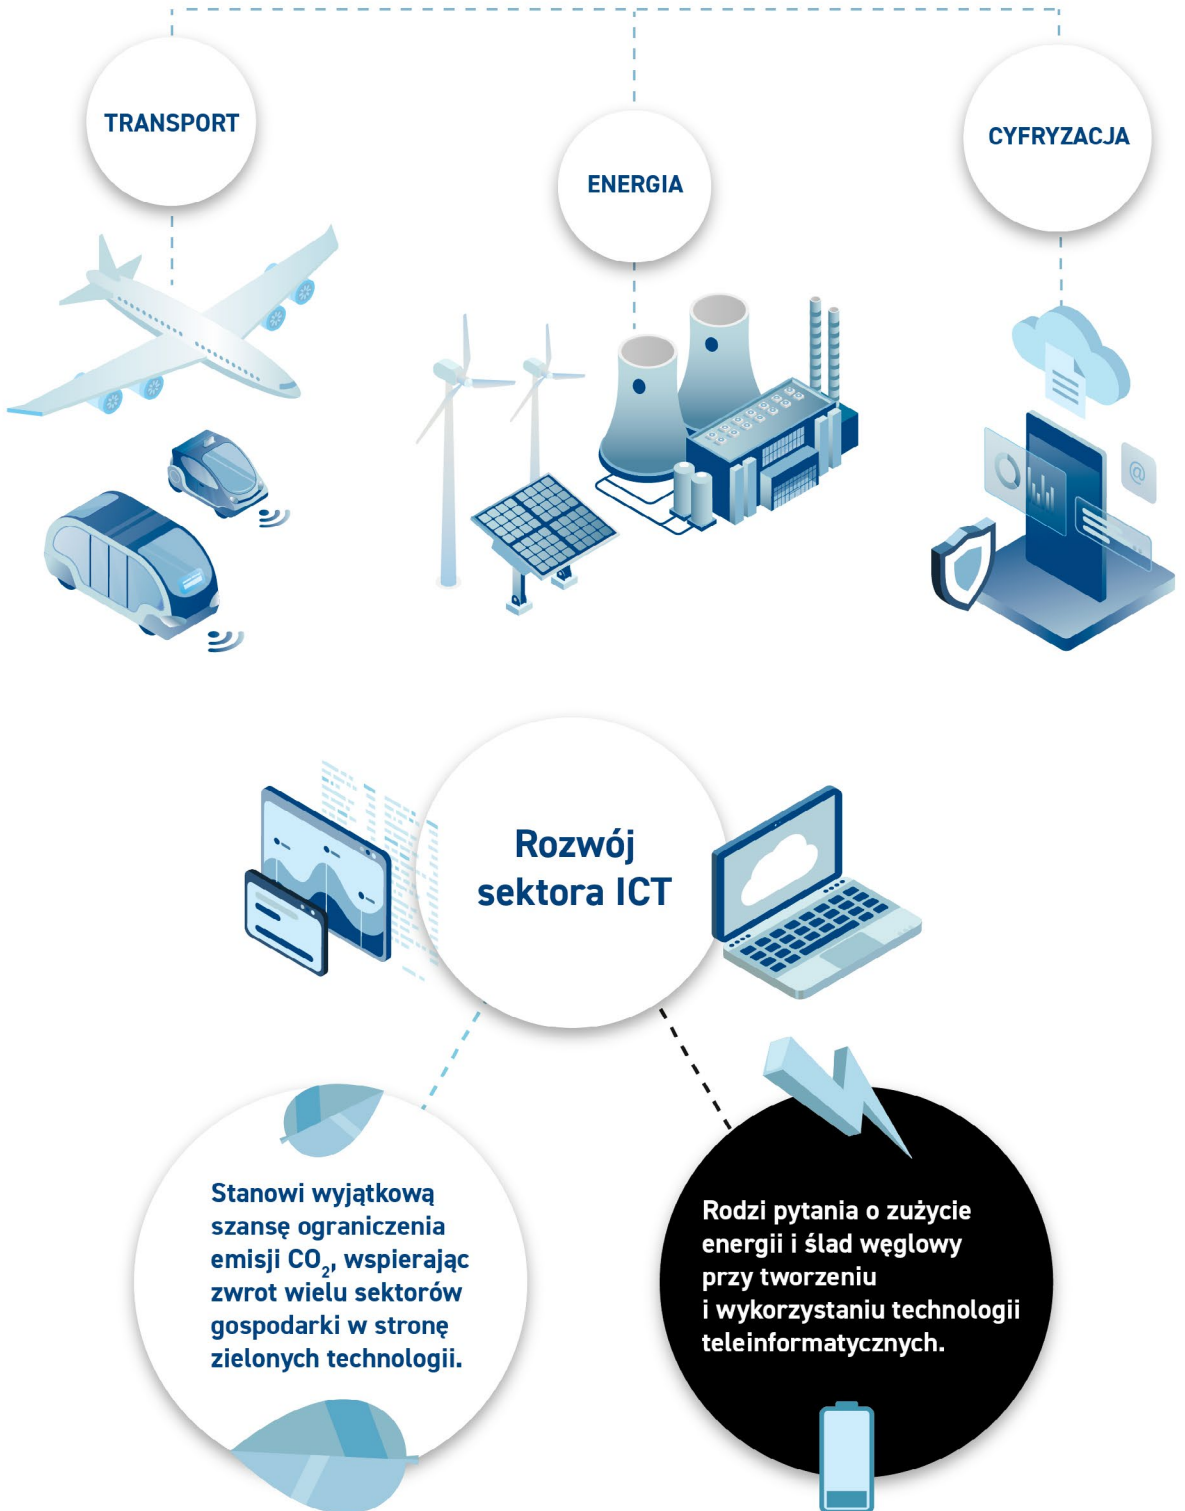 TRANSPORT
ENERGIA
CYFRYZACJA
@
Rozwój
sektora ICT
Stanowi wyjątkową
szansę ograniczenia
emisji CO₂, wspierając
zwrot wielu sektorów
gospodarki w stronę
zielonych technologii.
Rodzi pytania o zużycie
energii i ślad węglowy
przy tworzeniu
i wykorzystaniu technologii
teleinformatycznych.